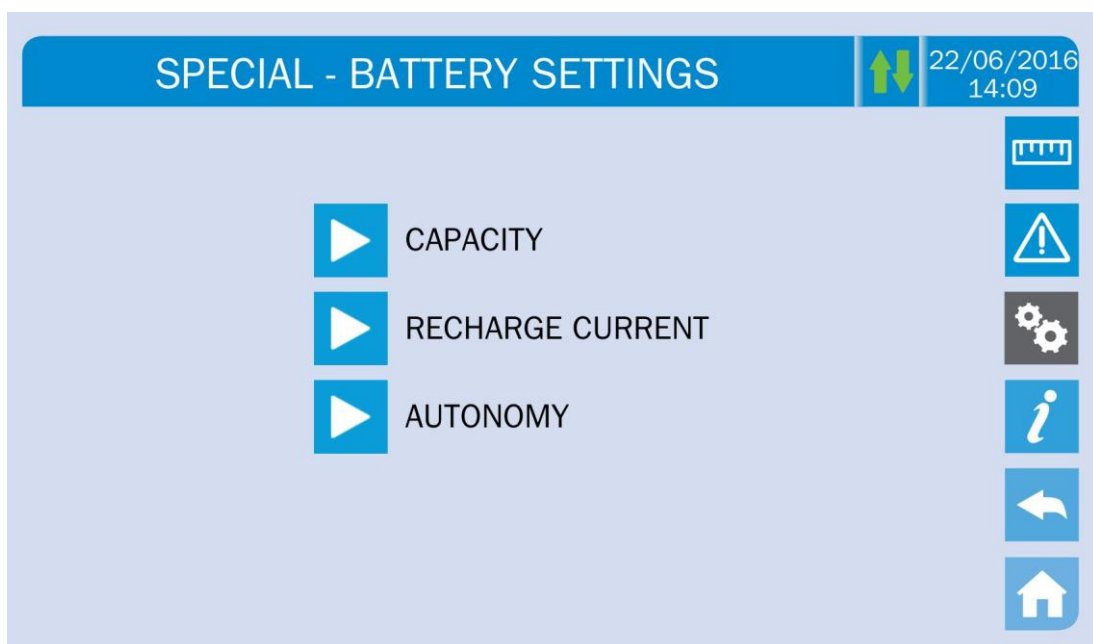 SPECIAL - BATTERY SETTINGS
22/06/2016
14:09
CAPACITY
RECHARGE CURRENT
AUTONOMY
i